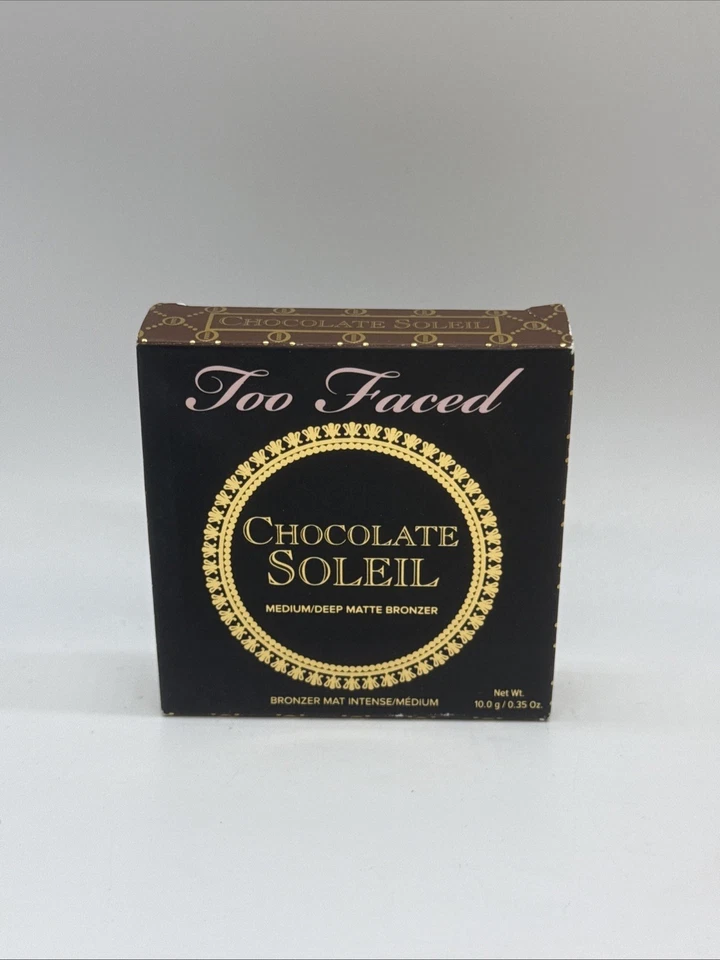 CHOCOLATE SOLEIL
Too Faced
CHOCOLATE
SOLEIL
MEDIUM/DEEP MATTE BRONZER
BRONZER MAT INTENSE/MÉDIUM
Net Wt.
10.0 g / 0.35 Oz.